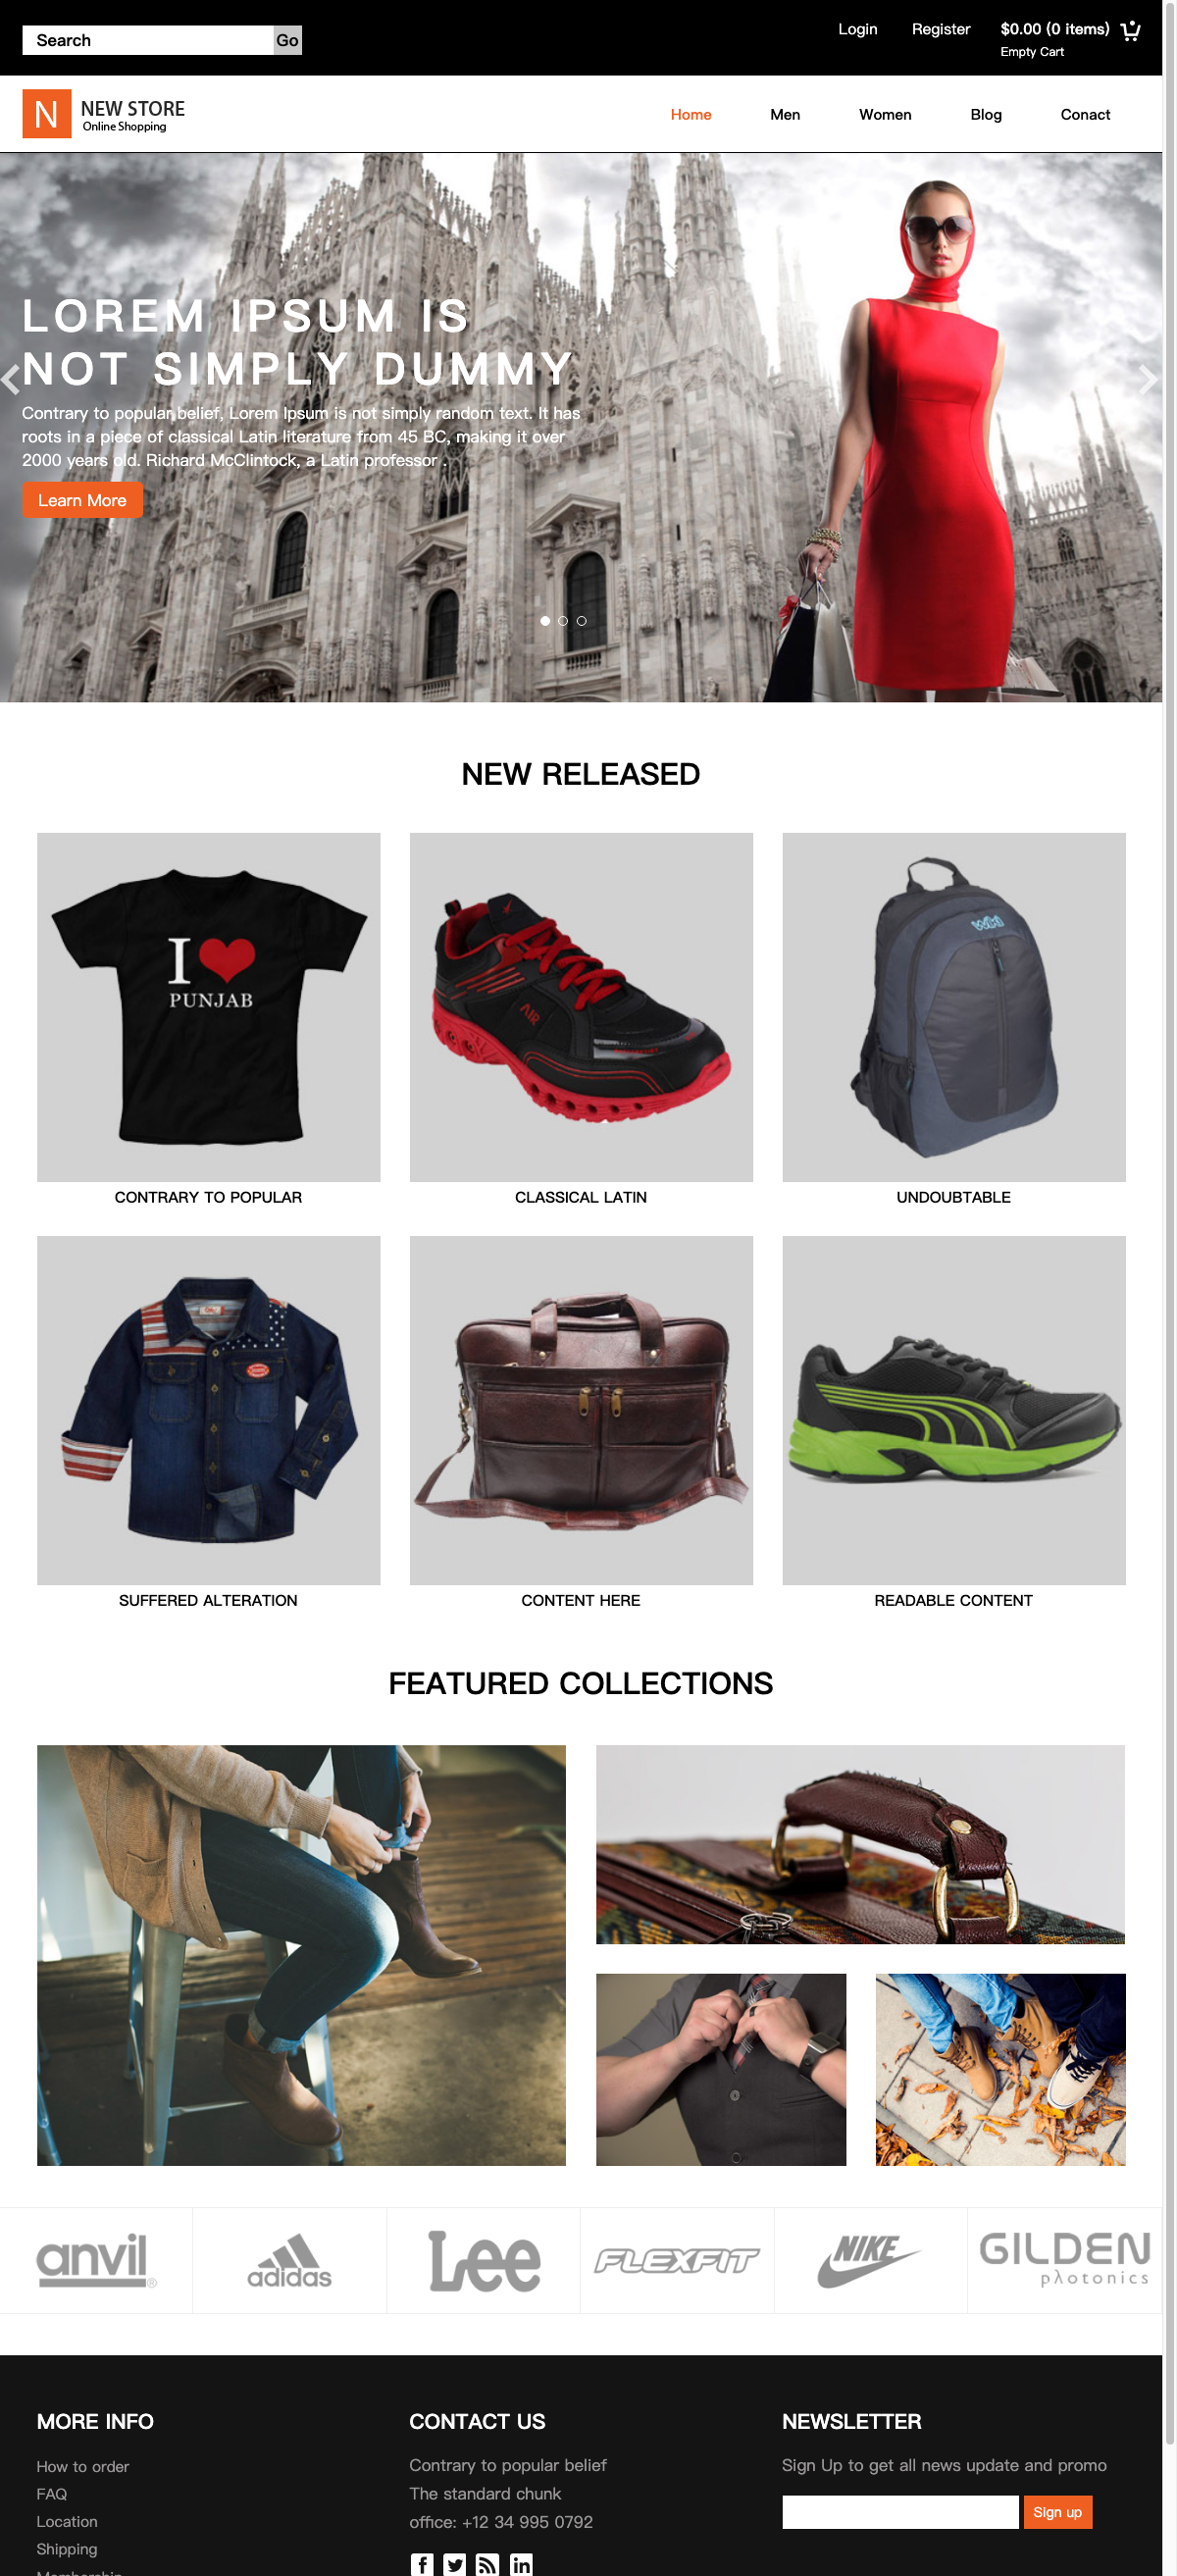 Search Go
Login Register $0.00 (0 items)
Empty Cart
N NEW STORE
Online Shopping
Home Men Women Blog Conact
LOREM IPSUM IS
NOT SIMPLY DUMMY
Contrary to popular belief, Lorem Ipsum is not simply random text. It has
roots in a piece of classical Latin literature from 45 BC, making it over
2000 years old. Richard McClintock, a Latin professor .
Learn More
NEW RELEASED
I
PUNJAB
AIR
CONTRARY TO POPULAR CLASSICAL LATIN UNDOUBTABLE
SUFFERED ALTERATION CONTENT HERE READABLE CONTENT
FEATURED COLLECTIONS
anvil® adidas Lee FLEXFIT NIKE GILDEN
photonics
MORE INFO
How to order
FAQ
Location
Shipping
Membership
CONTACT US
Contrary to popular belief
The standard chunk
office: +12 34 995 0792
NEWSLETTER
Sign Up to get all news update and promo
Sign up